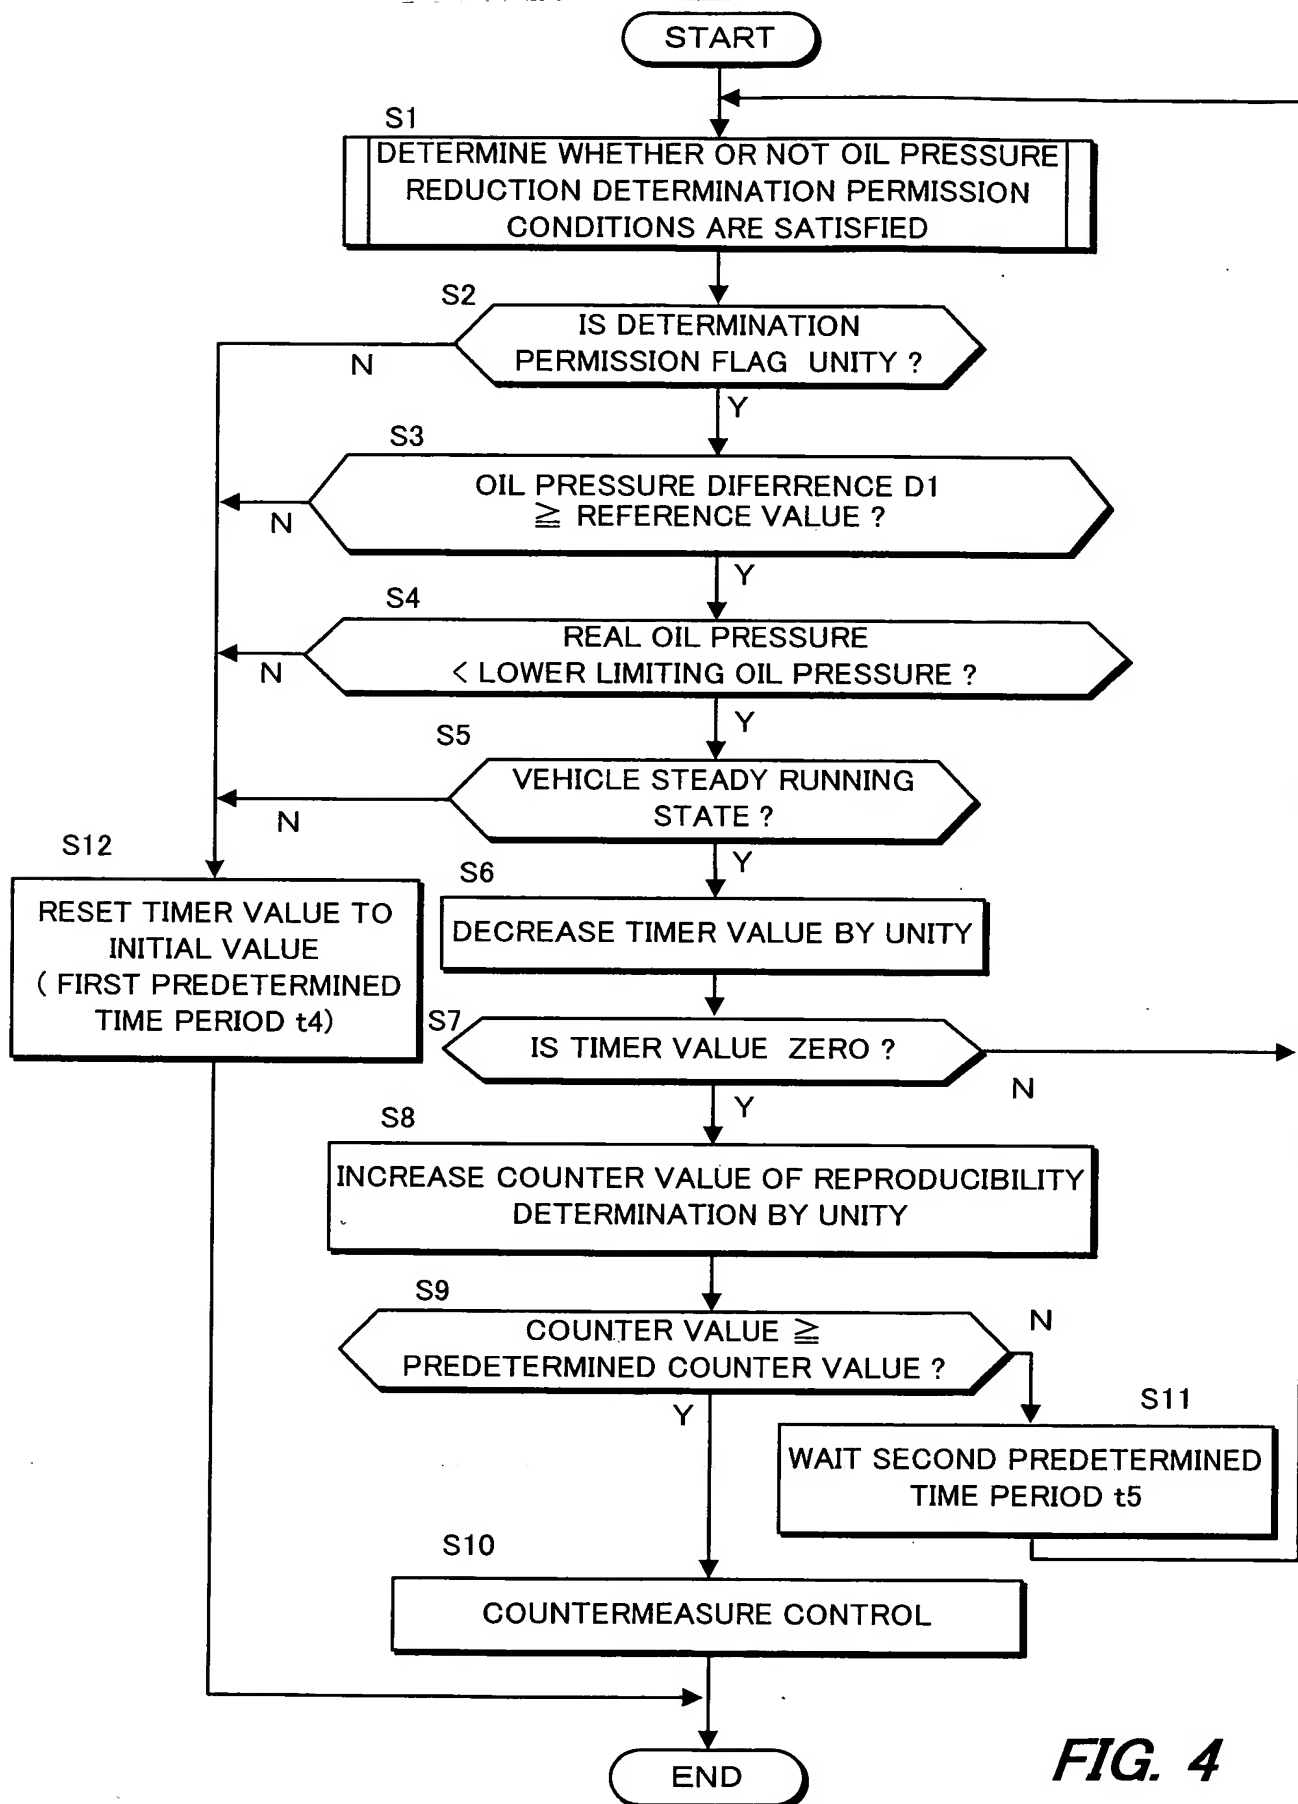 START
S1
DETERMINE WHETHER OR NOT OIL PRESSURE
REDUCTION DETERMINATION PERMISSION
CONDITIONS ARE SATISFIED
S2
IS DETERMINATION
PERMISSION FLAG UNITY ?
N
Y
S3
OIL PRESSURE DIFERRENCE D1
≧ REFERENCE VALUE ?
N
Y
S4
REAL OIL PRESSURE
< LOWER LIMITING OIL PRESSURE ?
N
Y
S5
VEHICLE STEADY RUNNING
STATE ?
N
Y
S12
RESET TIMER VALUE TO
INITIAL VALUE
( FIRST PREDETERMINED
TIME PERIOD t4)
S6
DECREASE TIMER VALUE BY UNITY
S7
IS TIMER VALUE ZERO ?
N
Y
S8
INCREASE COUNTER VALUE OF REPRODUCIBILITY
DETERMINATION BY UNITY
S9
COUNTER VALUE ≧
PREDETERMINED COUNTER VALUE ?
N
Y
S11
WAIT SECOND PREDETERMINED
TIME PERIOD t5
S10
COUNTERMEASURE CONTROL
END
FIG. 4